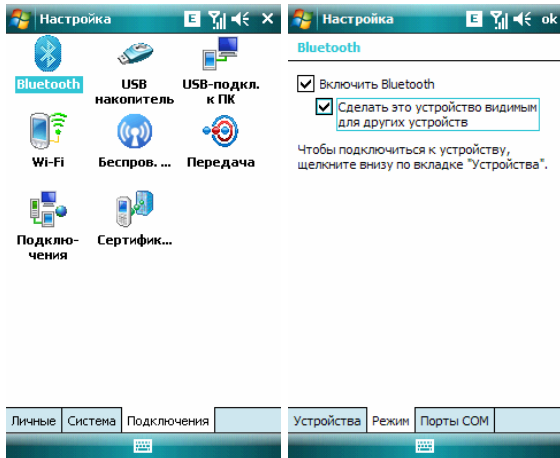 Настройка
E
Bluetooth
USB накопитель
USB-подкл. к ПК
Wi-Fi
Беспров. ...
Передача
Подклю-
чения
Сертифик...
Личные Система Подключения
Настройка
E
ok
Bluetooth
Включить Bluetooth
Сделать это устройство видимым
для других устройств
Чтобы подключиться к устройству,
щелкните внизу по вкладке "Устройства".
Устройства Режим Порты COM